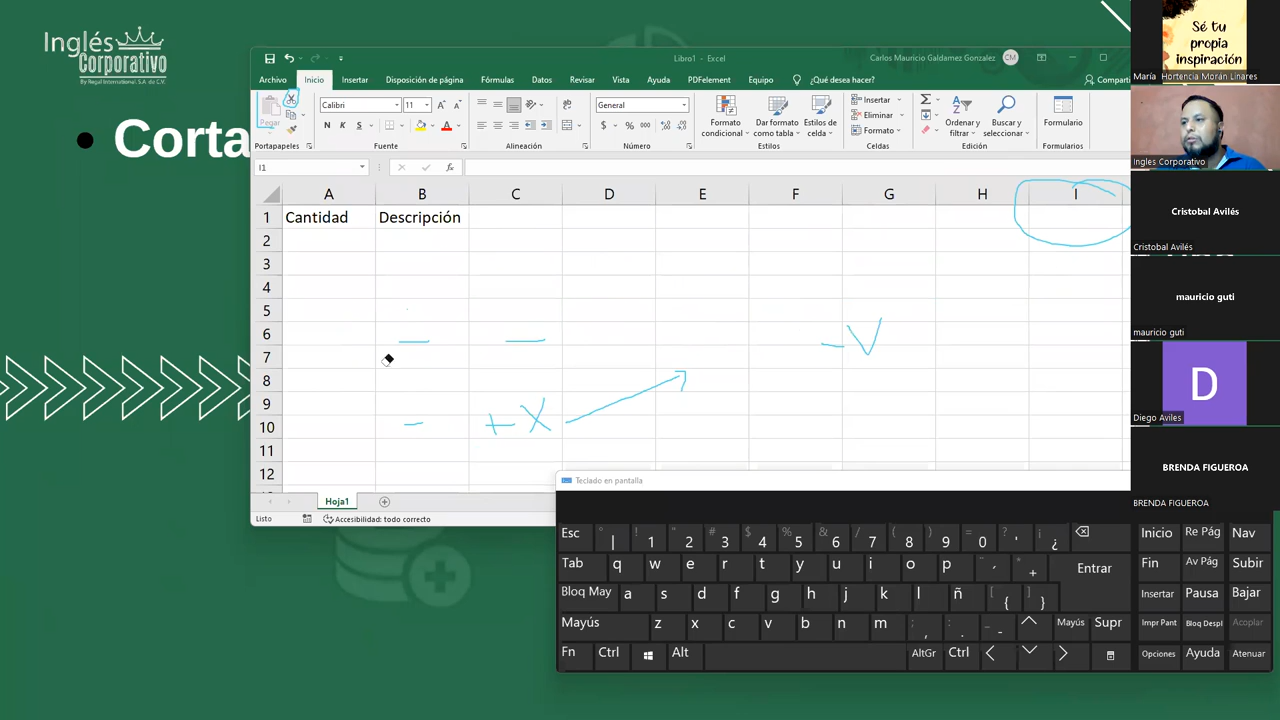 Inglés
Corporativo
By Regal International, S.A. de C.V.
• Corta
Libro1 - Excel
Carlos Mauricio Galdamez Gonzalez
CM
Archivo Inicio Insertar Disposición de página Fórmulas Datos Revisar Vista Ayuda PDFelement Equipo ¿Qué desea hacer? Comparti
Pegar
Calibri 11
N K S
General
$ % 000
Formato condicional
Dar formato como tabla
Estilos de celda
Insertar
Eliminar
Formato
Ordenar y filtrar
Buscar y seleccionar
Formulario
Portapapeles Fuente Alineación Número Estilos Celdas Edición
I1 fx
A B C D E F G H I
1 Cantidad Descripción
2
3
4
5
6
7
8
9
10
11
12
- V
- + X
Hoja1
Listo Accesibilidad: todo correcto
Teclado en pantalla
Esc ° | ! 1 " 2 # 3 $ 4 % 5 & 6 / 7 ( 8 ) 9 = 0 ? ' ¡ ¿ Inicio Re Pág Nav
Tab q w e r t y u i o p ¨ ´ * + Entrar Fin Av Pág Subir
Bloq May a s d f g h j k l ñ [ { ] } Insertar Pausa Bajar
Mayús z x c v b n m ; , : . _ - Mayús Supr Impr Pant Bloq Despl Acoplar
Fn Ctrl Alt AltGr Ctrl Opciones Ayuda Atenuar
Sé tu
propia
inspiración
María Hortencia Morán Linares
Ingles Corporativo
Cristobal Avilés
Cristobal Avilés
mauricio guti
mauricio guti
D
Diego Aviles
BRENDA FIGUEROA
BRENDA FIGUEROA